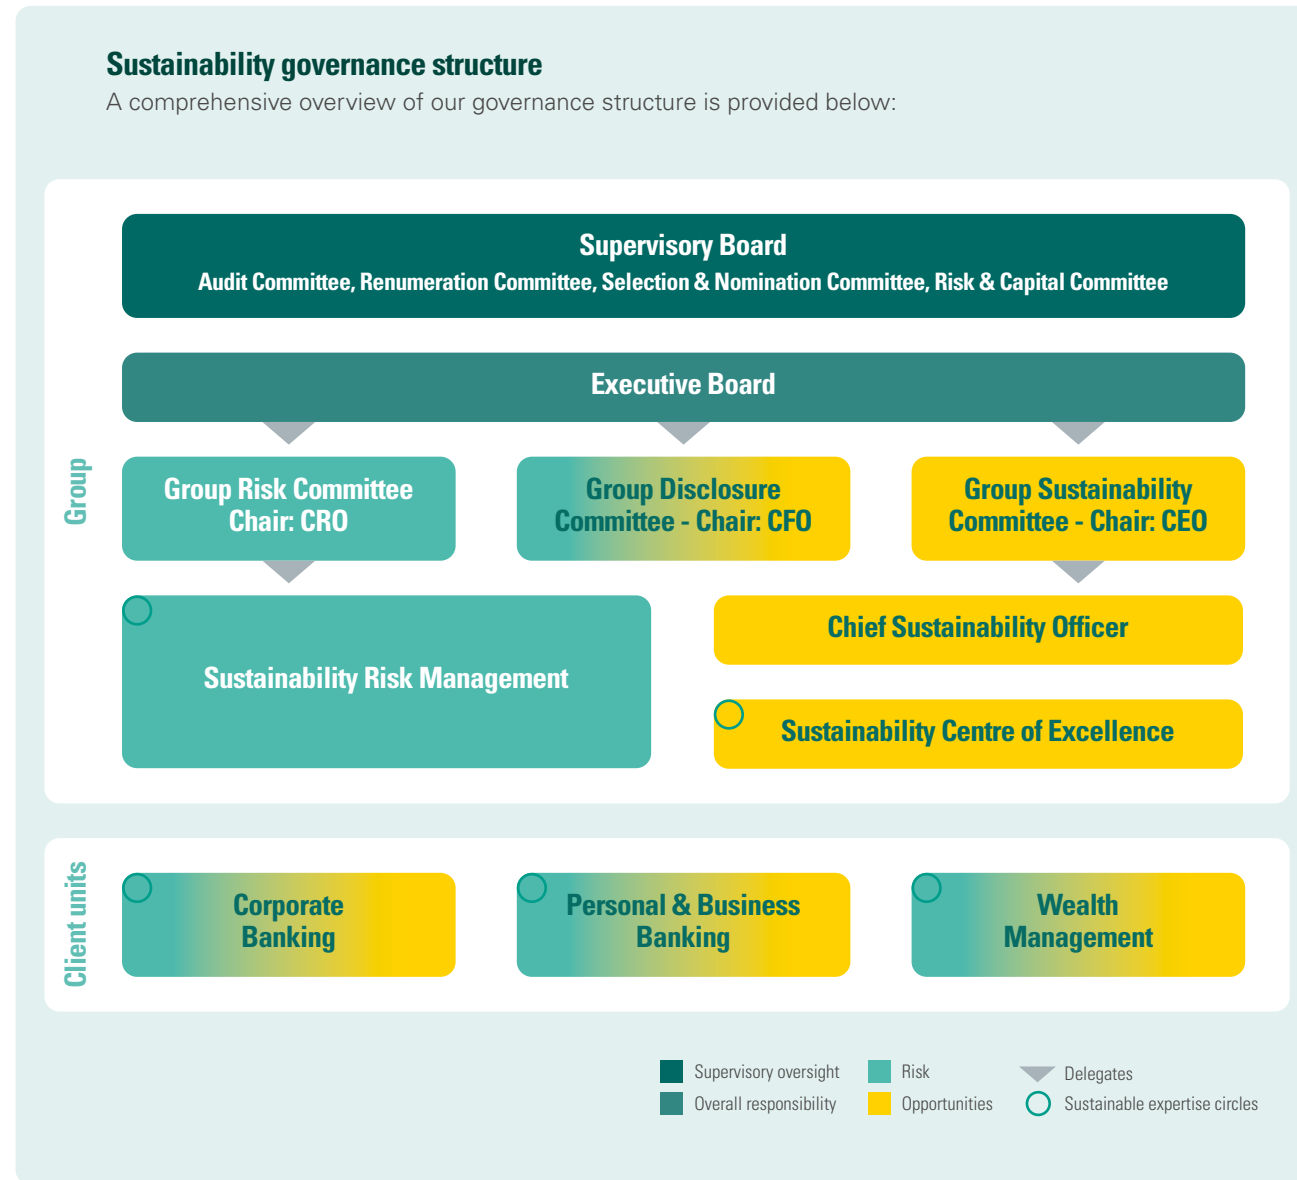 Sustainability governance structure
A comprehensive overview of our governance structure is provided below:
Group
Supervisory Board
Audit Committee, Renumeration Committee, Selection & Nomination Committee, Risk & Capital Committee
Executive Board
Group Risk Committee
Chair: CRO
Group Disclosure
Committee - Chair: CFO
Group Sustainability
Committee - Chair: CEO
Sustainability Risk Management
Chief Sustainability Officer
Sustainability Centre of Excellence
Client units
Corporate
Banking
Personal & Business
Banking
Wealth
Management
Supervisory oversight
Overall responsibility
Risk
Opportunities
Delegates
Sustainable expertise circles